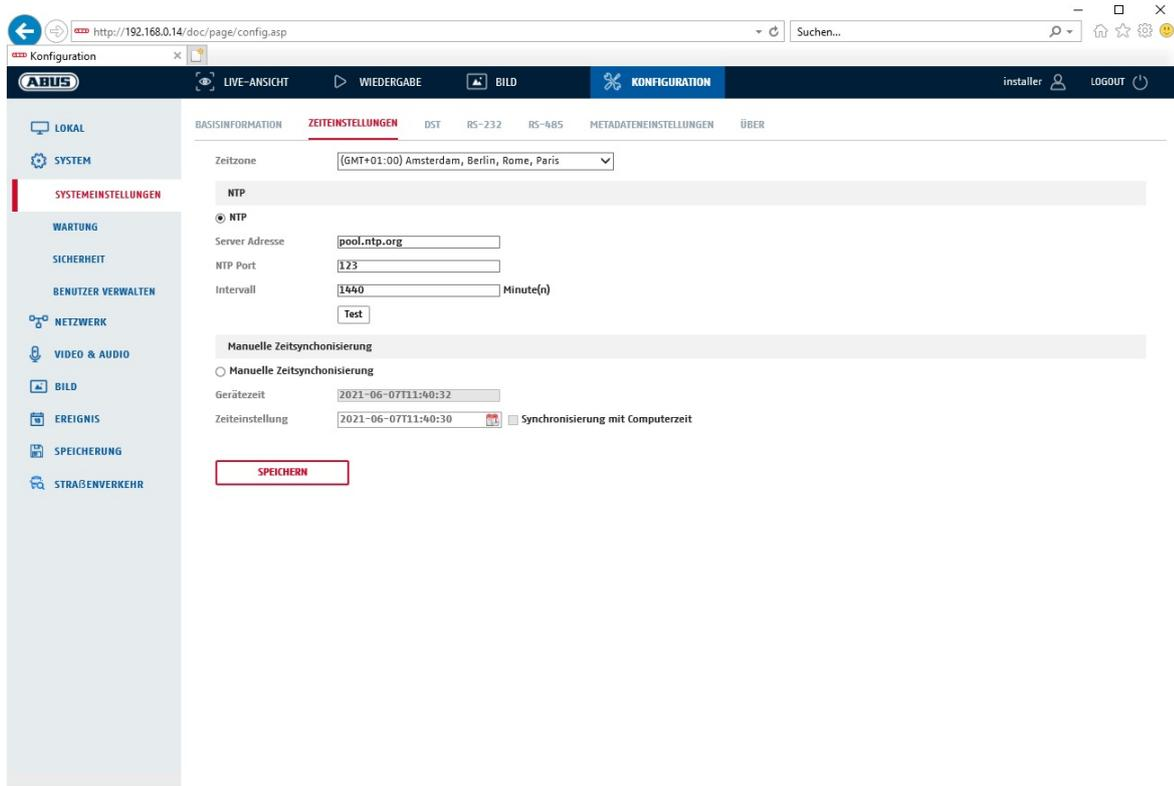 http://192.168.0.14/doc/page/config.asp
Suchen...
Konfiguration
ABUS
LIVE-ANSICHT
WIEDERGABE
BILD
KONFIGURATION
installer
LOGOUT
LOKAL
SYSTEM
SYSTEMEINSTELLUNGEN
WARTUNG
SICHERHEIT
BENUTZER VERWALTEN
NETZWERK
VIDEO & AUDIO
BILD
EREIGNIS
SPEICHERUNG
STRAßENVERKEHR
BASISINFORMATION
ZEITEINSTELLUNGEN
DST
RS-232
RS-485
METADATENEINSTELLUNGEN
ÜBER
Zeitzone
(GMT+01:00) Amsterdam, Berlin, Rome, Paris
NTP
NTP
Server Adresse
pool.ntp.org
NTP Port
123
Intervall
1440
Minute(n)
Test
Manuelle Zeitsynchonisierung
Manuelle Zeitsynchonisierung
Gerätezeit
2021-06-07T11:40:32
Zeiteinstellung
2021-06-07T11:40:30
Synchronisierung mit Computerzeit
SPEICHERN